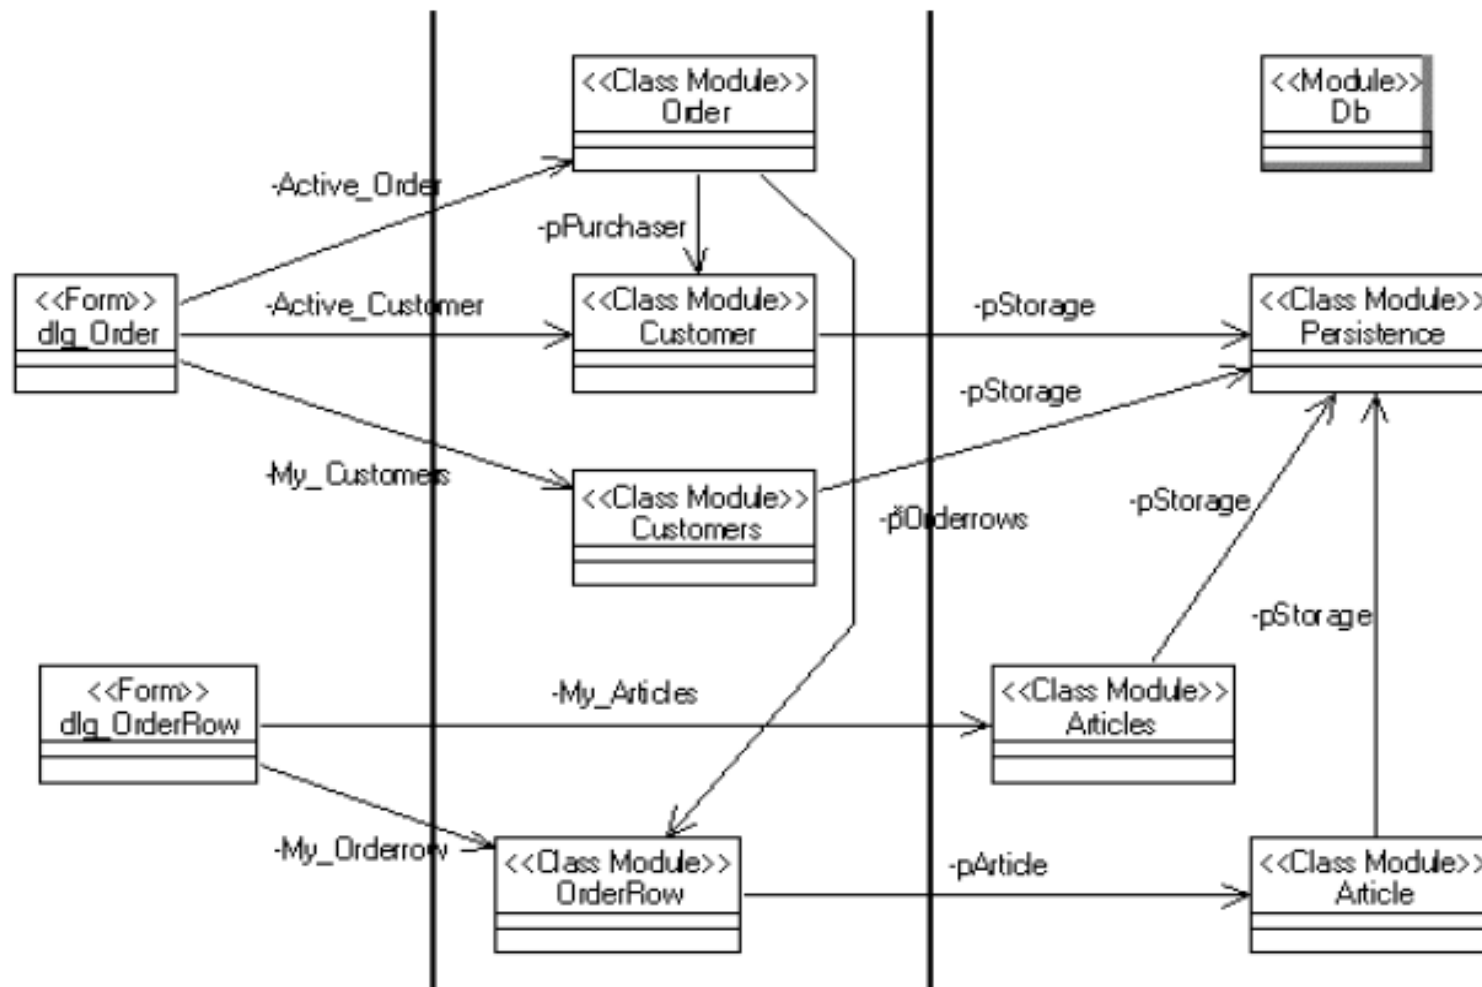 <<Class Module>>
Order
<<Module>>
Db
-Active_Order
-pPurchaser
<<Form>>
dlg_Order
-Active_Customer
<<Class Module>>
Customer
-pStorage
<<Class Module>>
Persistence
-pStorage
-My_Customers
<<Class Module>>
Customers
-pStorage
-pOrderrows
-pStorage
<<Form>>
dlg_OrderRow
-My_Articles
<<Class Module>>
Articles
-My_Orderrow
<<Class Module>>
OrderRow
-pArticle
<<Class Module>>
Article